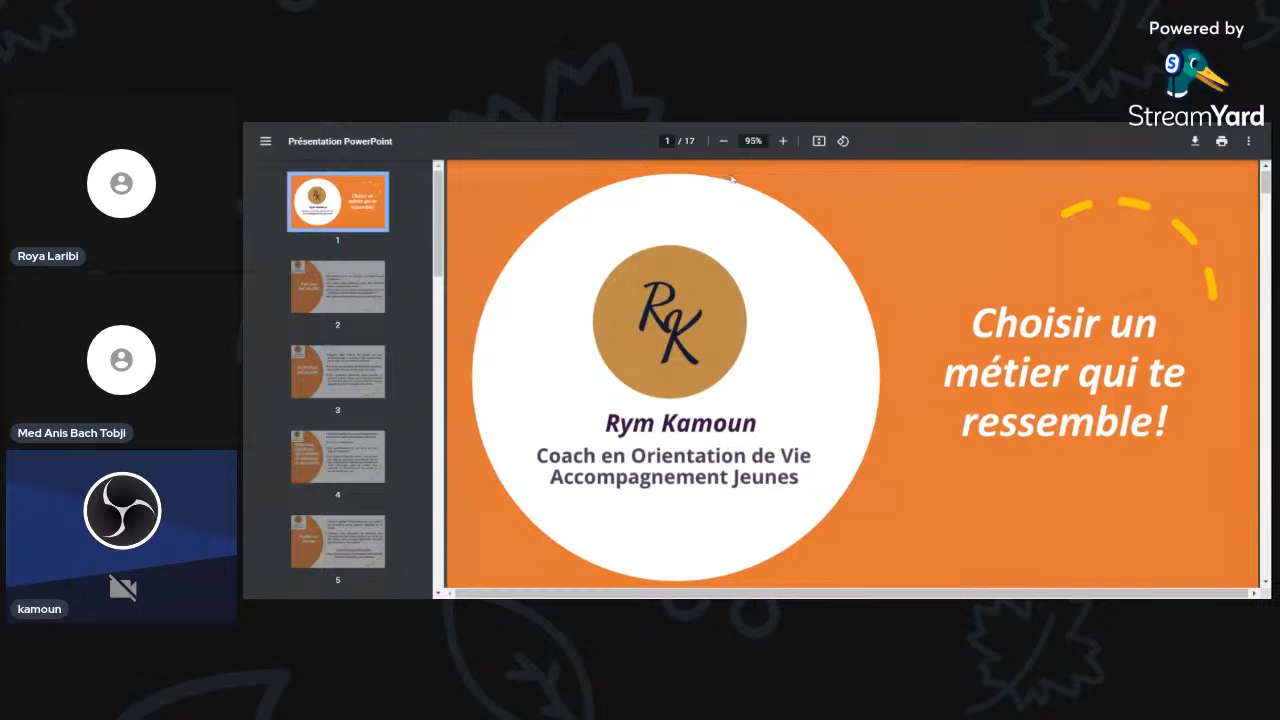 Powered by
StreamYard
Présentation PowerPoint
1 / 17
95%
Roya Laribi
Med Anis Bach Tobji
kamoun
1
2
3
4
5
RK
Rym Kamoun
Coach en Orientation de Vie
Accompagnement Jeunes
Choisir un
métier qui te
ressemble!